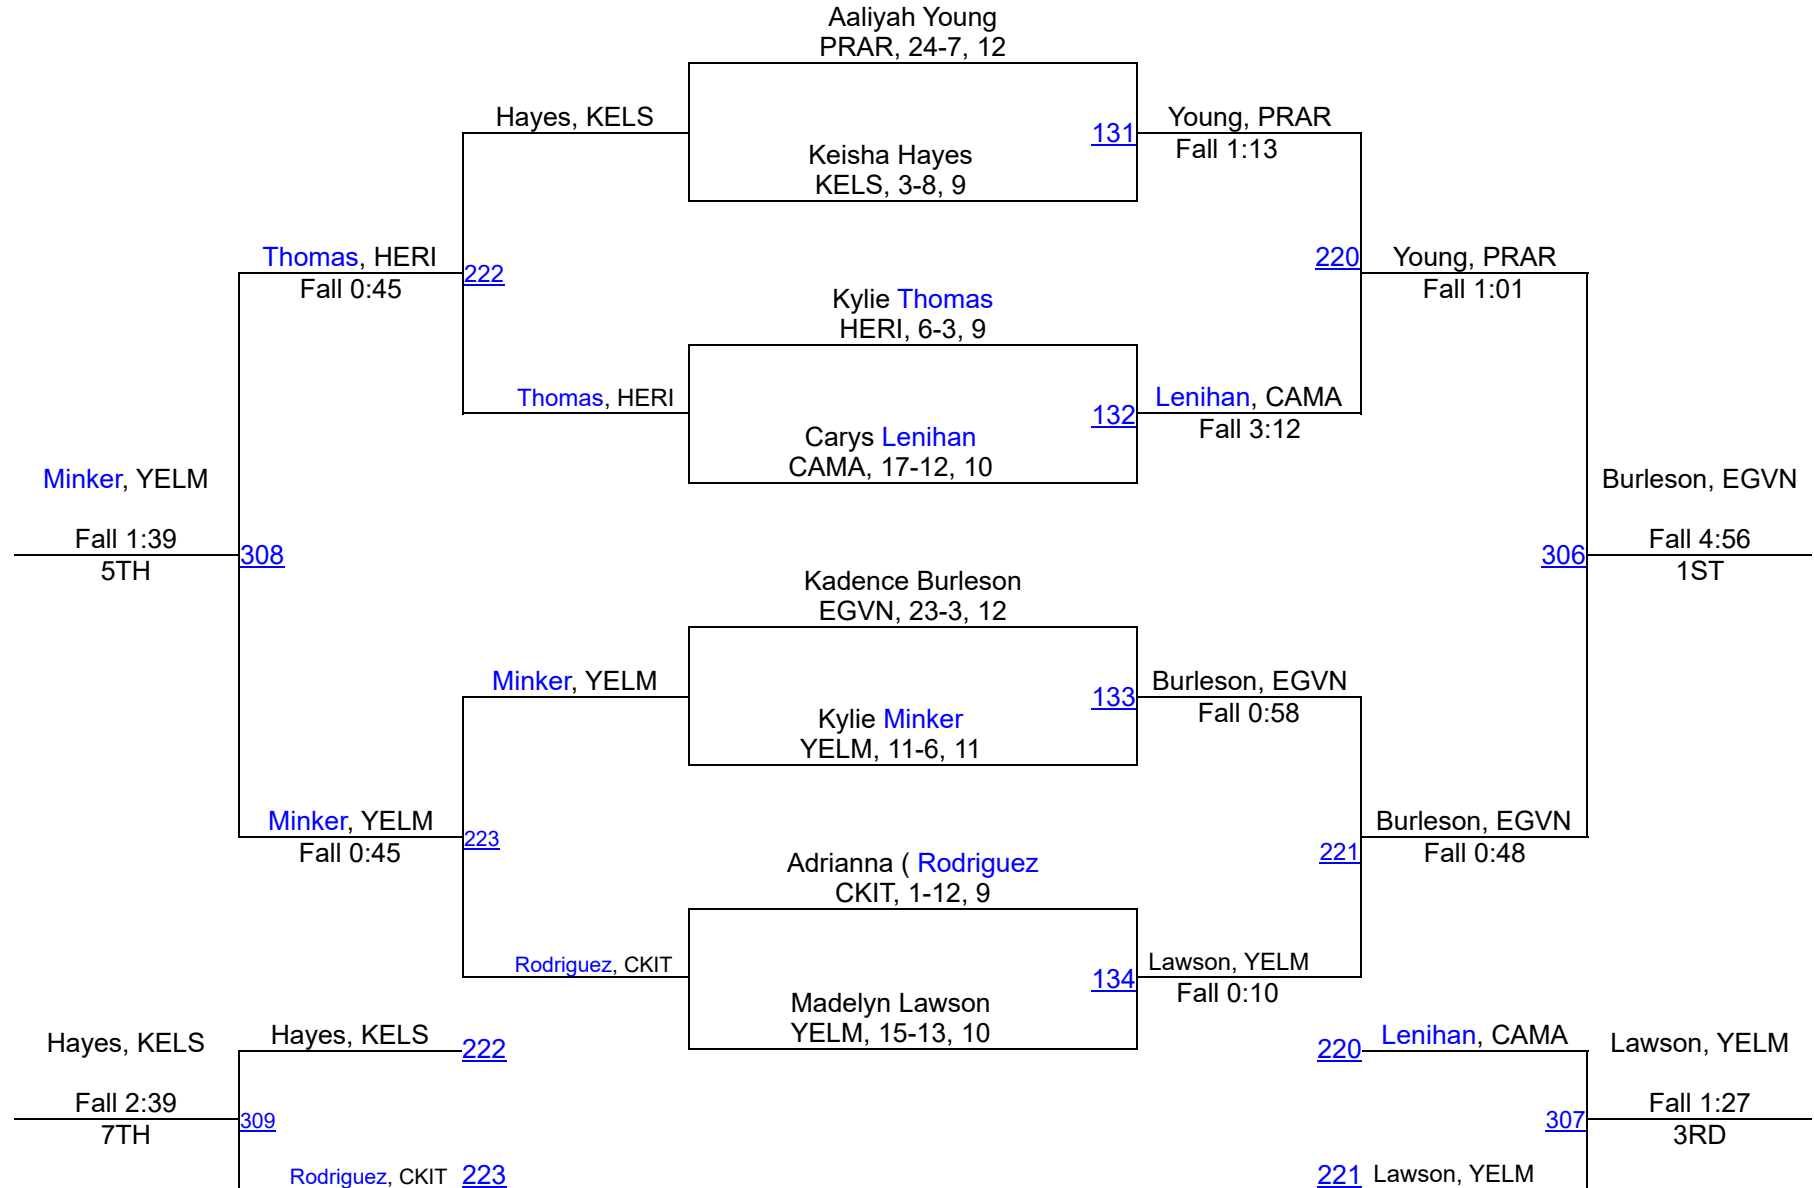 Aaliyah Young
PRAR, 24-7, 12
Hayes, KELS
131
Young, PRAR
Fall 1:13
Keisha Hayes
KELS, 3-8, 9
Thomas, HERI
Fall 0:45
222
220
Young, PRAR
Fall 1:01
Kylie Thomas
HERI, 6-3, 9
Thomas, HERI
132
Lenihan, CAMA
Fall 3:12
Carys Lenihan
CAMA, 17-12, 10
Minker, YELM
Fall 1:39
5TH
308
Burleson, EGVN
306
Fall 4:56
1ST
Kadence Burleson
EGVN, 23-3, 12
Minker, YELM
133
Burleson, EGVN
Fall 0:58
Kylie Minker
YELM, 11-6, 11
Minker, YELM
Fall 0:45
223
221
Burleson, EGVN
Fall 0:48
Adrianna ( Rodriguez
CKIT, 1-12, 9
Rodriguez, CKIT
134
Lawson, YELM
Fall 0:10
Madelyn Lawson
YELM, 15-13, 10
Hayes, KELS
Hayes, KELS
222
220
Lenihan, CAMA
Lawson, YELM
Fall 2:39
7TH
309
307
Fall 1:27
3RD
Rodriguez, CKIT
223
221
Lawson, YELM